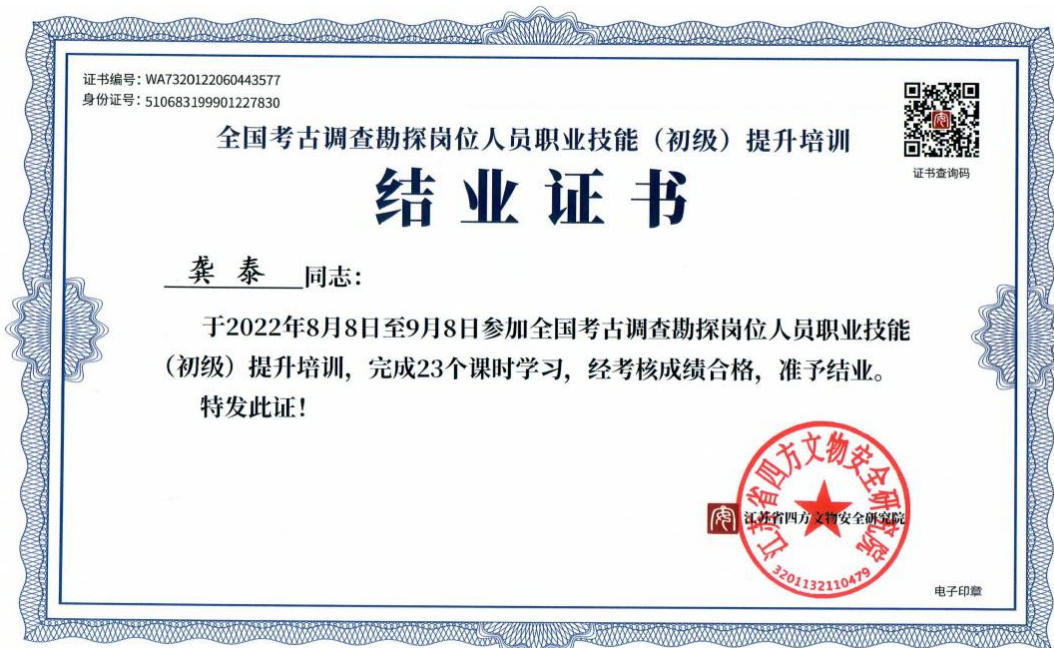 证书编号：WA7320122060443577
身份证号：510683199901227830
全国考古调查勘探岗位人员职业技能（初级）提升培训
证书查询码
结业证书
龚泰 同志：
于2022年8月8日至9月8日参加全国考古调查勘探岗位人员职业技能
（初级）提升培训，完成23个课时学习，经考核成绩合格，准予结业。
特发此证！
江苏省四方文物安全研究院
江苏省四方文物安全研究院
3201132110479
电子印章